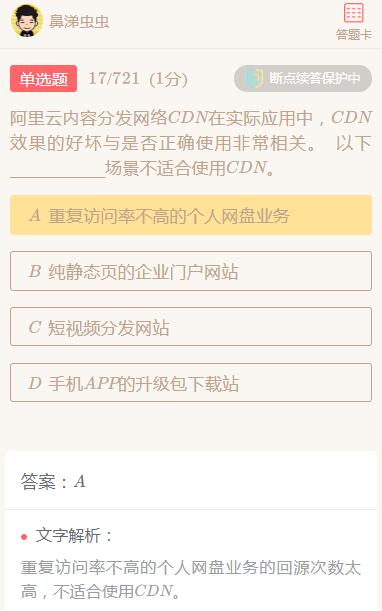 鼻涕虫虫
答题卡
单选题 17/721 (1分) 断点续答保护中
阿里云内容分发网络CDN在实际应用中，CDN
效果的好坏与是否正确使用非常相关。 以下
___________场景不适合使用CDN。
A 重复访问率不高的个人网盘业务
B 纯静态页的企业门户网站
C 短视频分发网站
D 手机APP的升级包下载站
答案：A
文字解析：
重复访问率不高的个人网盘业务的回源次数太
高，不适合使用CDN。